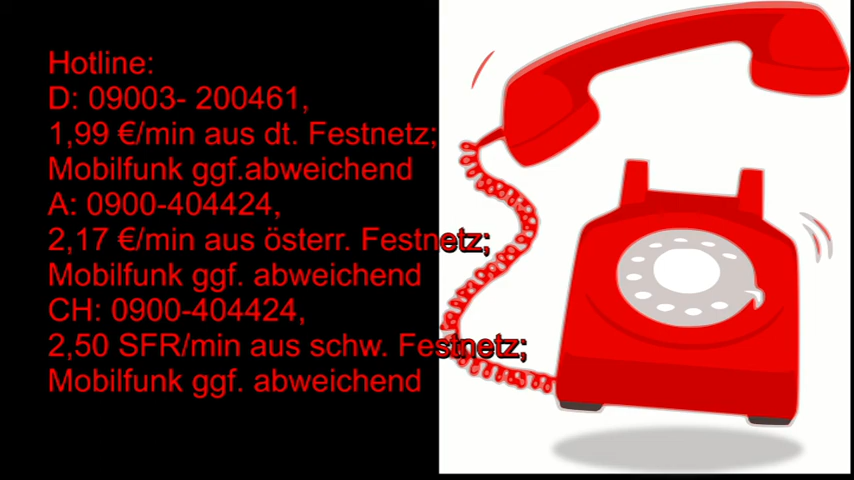 Hotline:
D: 09003- 200461,
1,99 €/min aus dt. Festnetz;
Mobilfunk ggf.abweichend
A: 0900-404424,
2,17 €/min aus österr. Festnetz;
Mobilfunk ggf. abweichend
CH: 0900-404424,
2,50 SFR/min aus schw. Festnetz;
Mobilfunk ggf. abweichend